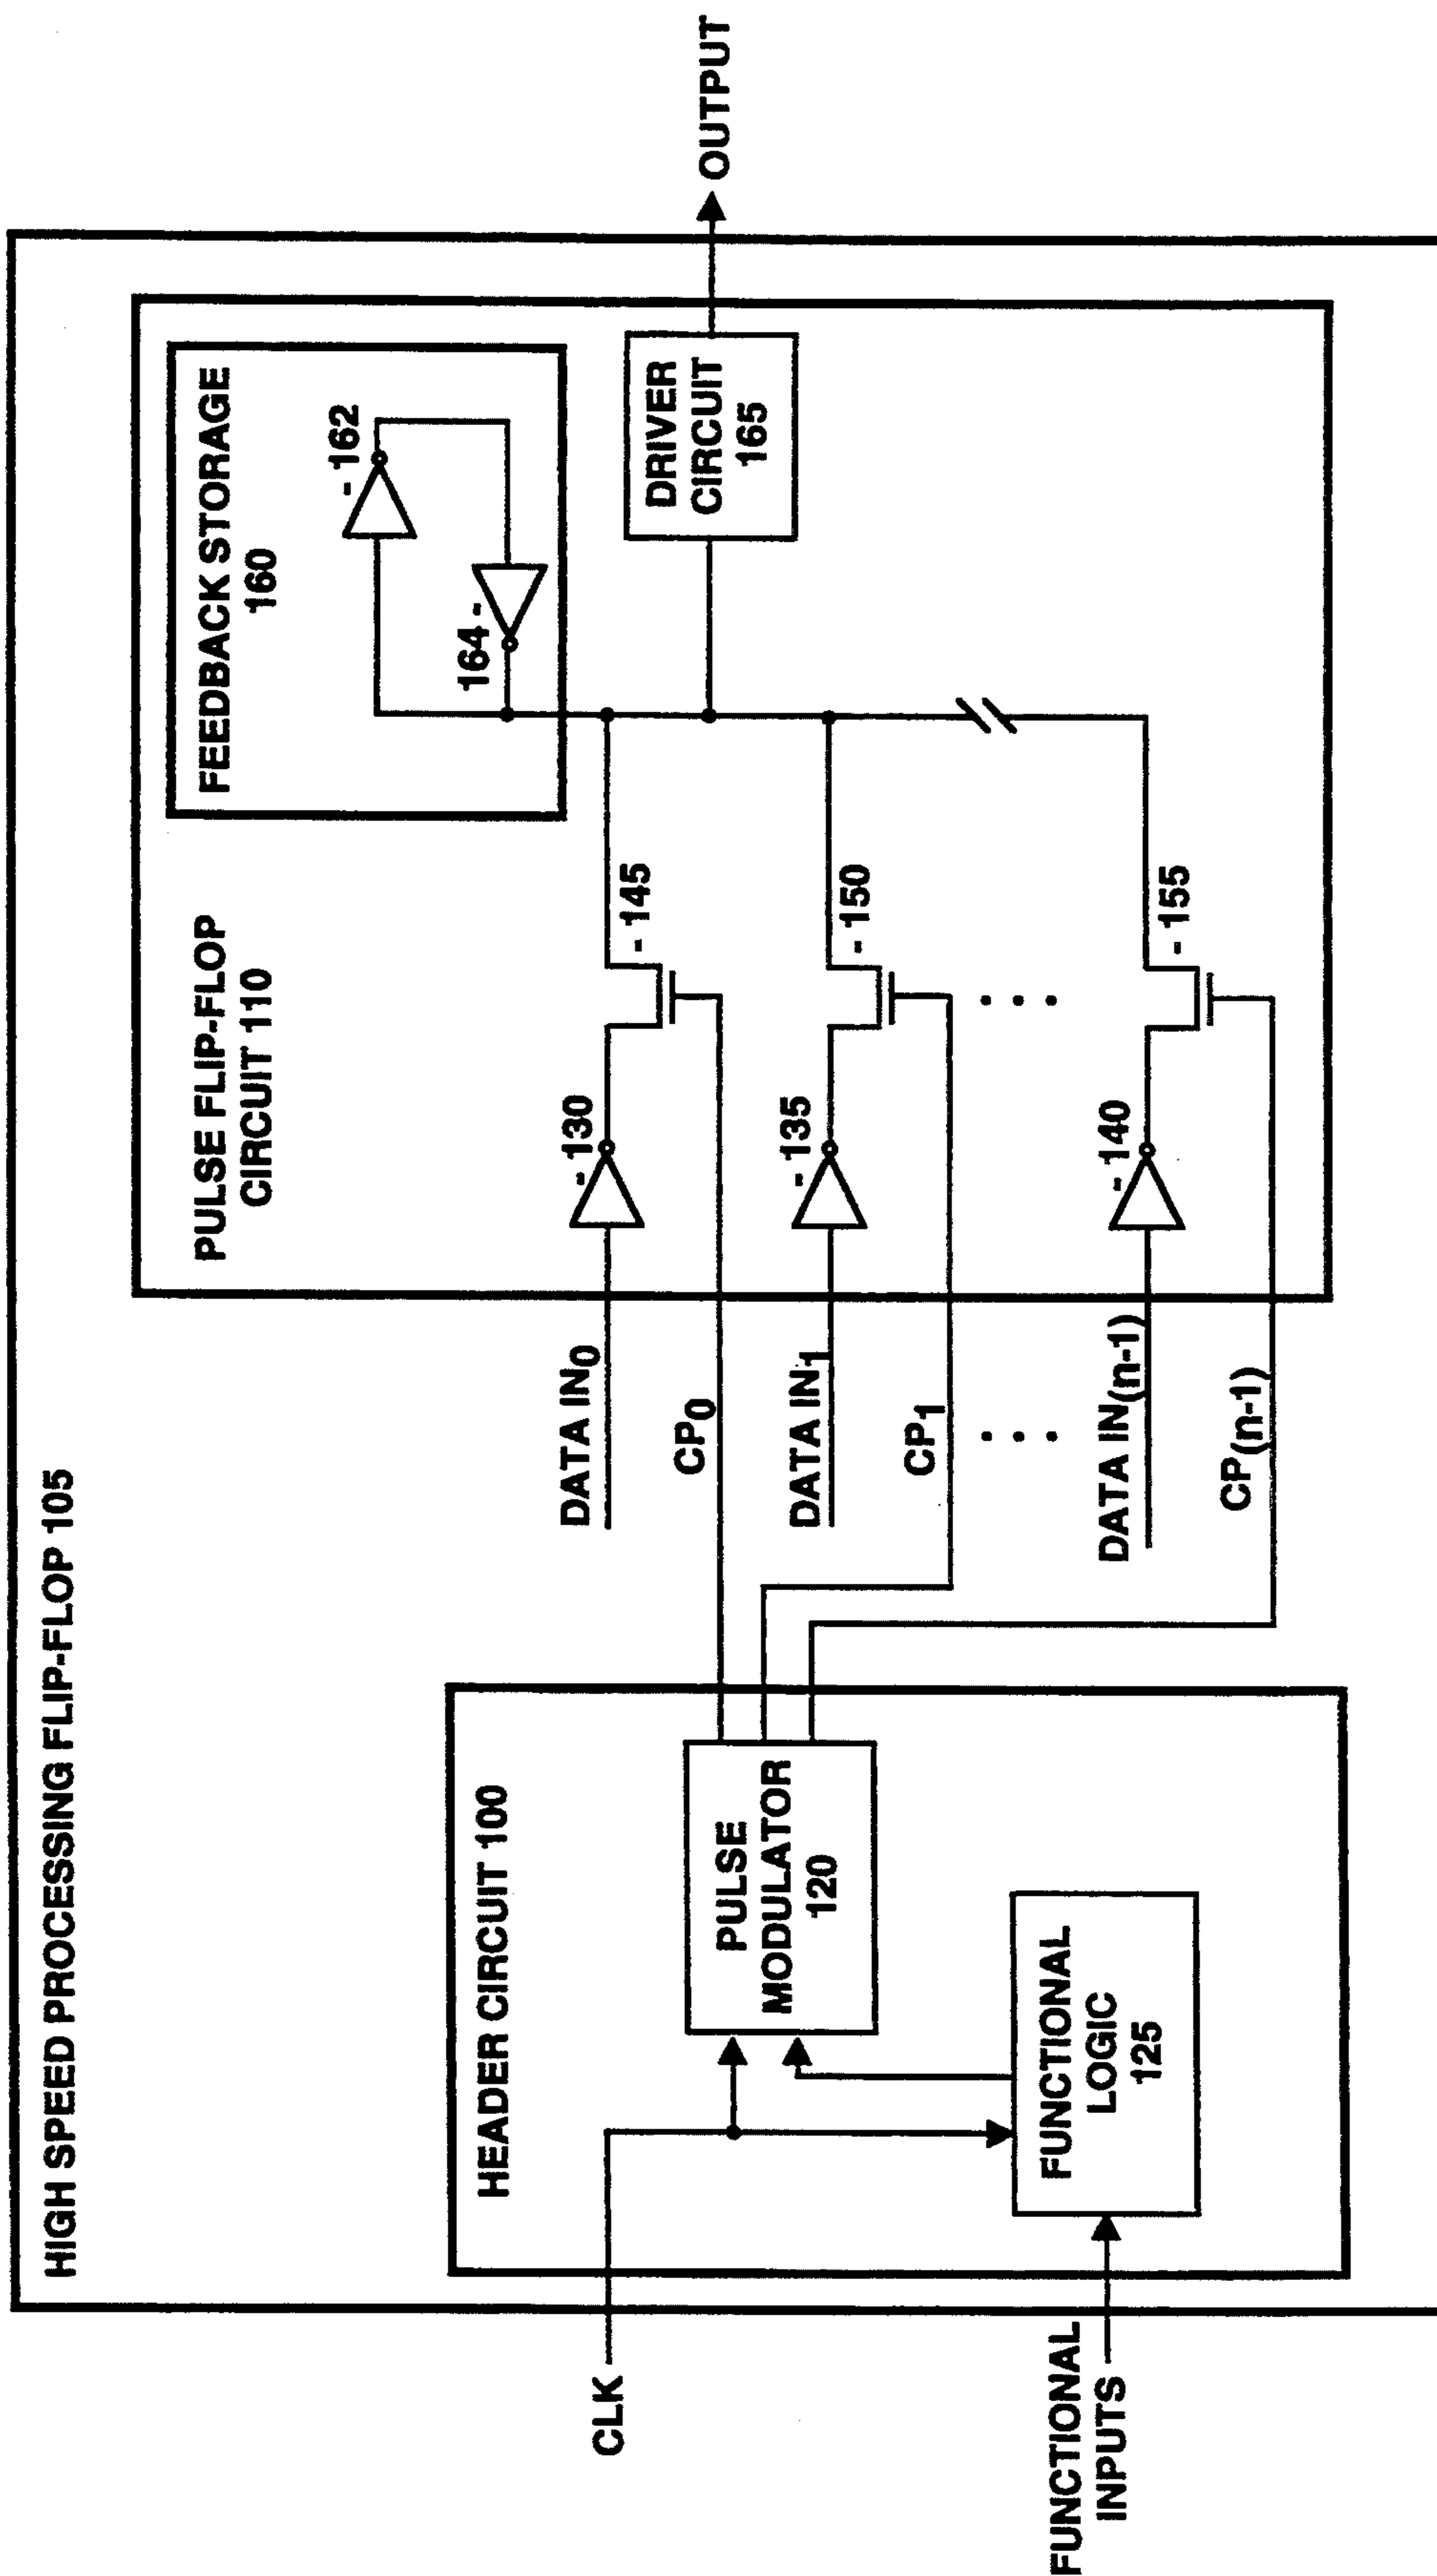 HIGH SPEED PROCESSING FLIP-FLOP 105
HEADER CIRCUIT 100
CLK
PULSE
MODULATOR
120
FUNCTIONAL
LOGIC
125
FUNCTIONAL
INPUTS
DATA IN0
CP0
DATA IN1
CP1
. . .
DATA IN(n-1)
CP(n-1)
PULSE FLIP-FLOP
CIRCUIT 110
- 130
- 145
- 135
- 150
. . .
- 140
- 155
FEEDBACK STORAGE
160
- 162
164 -
DRIVER
CIRCUIT
165
OUTPUT